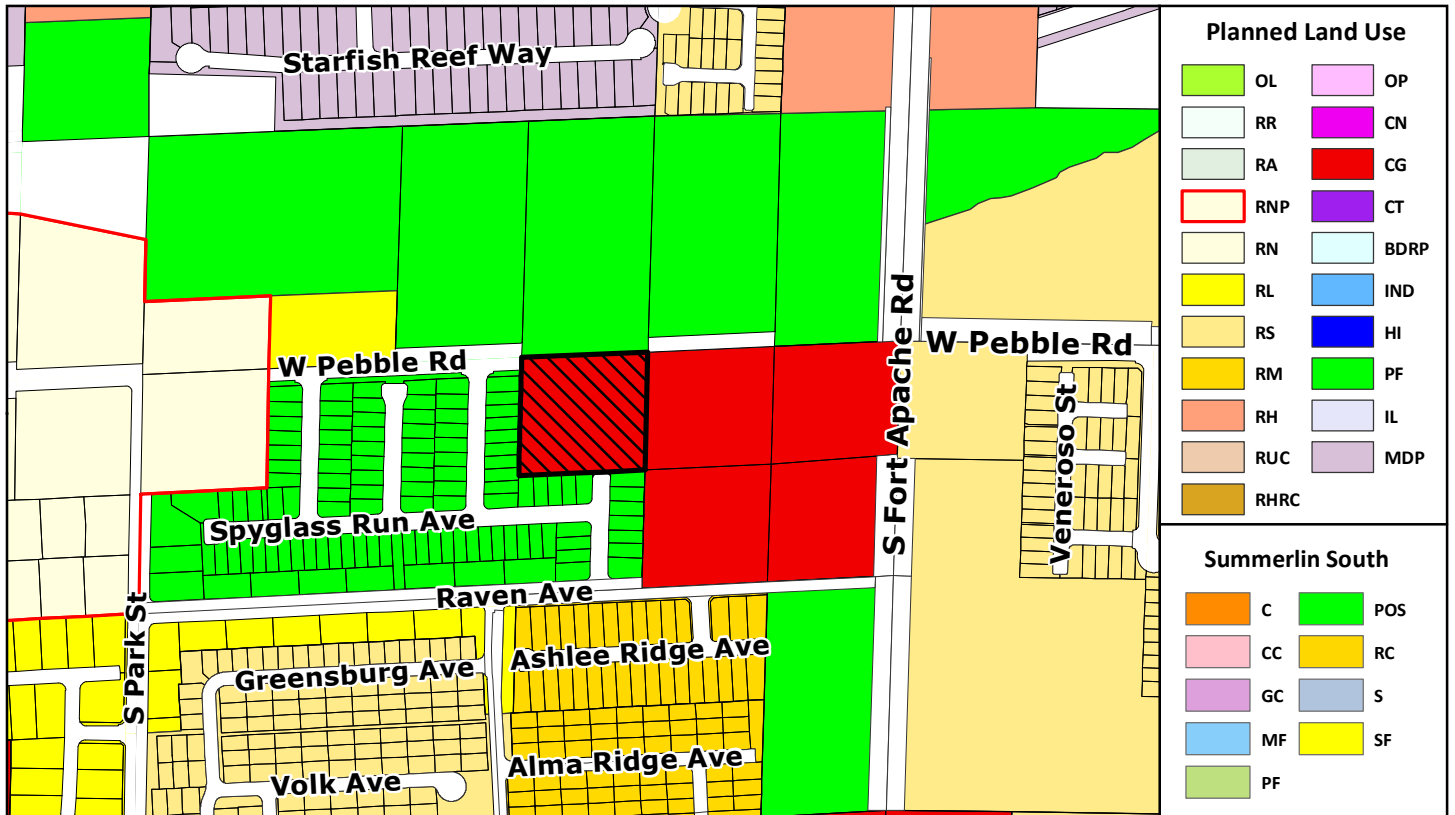 Starfish Reef Way
W Pebble Rd
W Pebble Rd
S Fort Apache Rd
Veneroso St
Spyglass Run Ave
Raven Ave
S Park St
Ashlee Ridge Ave
Greensburg Ave
Alma Ridge Ave
Volk Ave
Planned Land Use
OL
RR
RA
RNP
RN
RL
RS
RM
RH
RUC
RHRC
OP
CN
CG
CT
BDRP
IND
HI
PF
IL
MDP
Summerlin South
C
CC
GC
MF
PF
POS
RC
S
SF